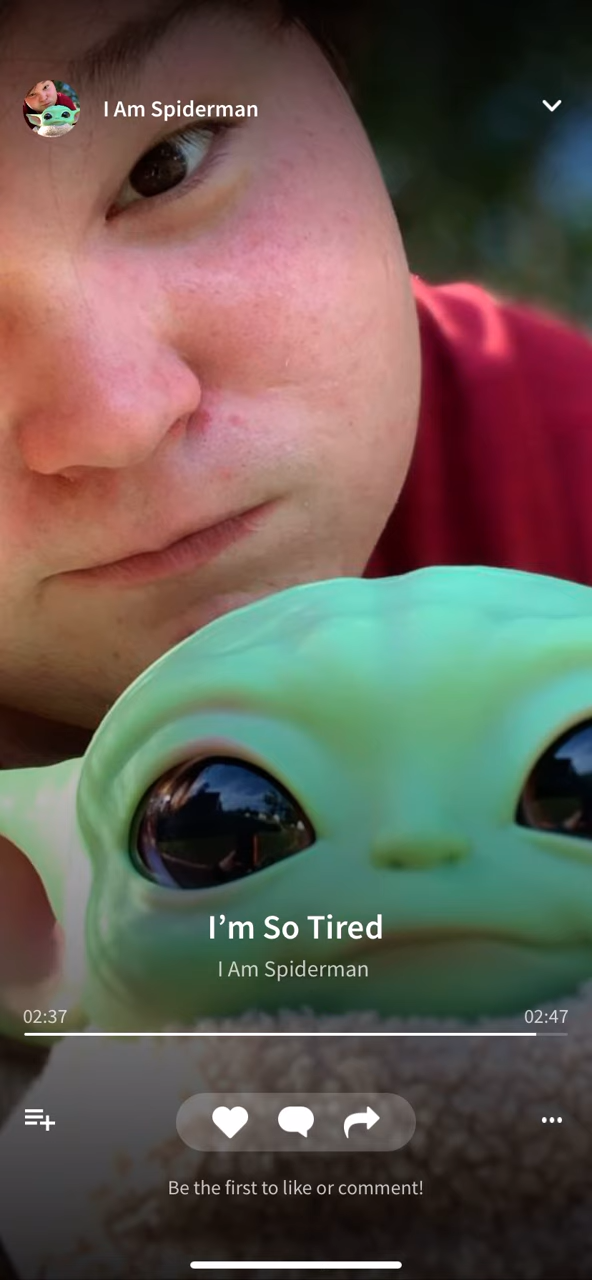 I Am Spiderman
I’m So Tired
I Am Spiderman
02:37
02:47
Be the first to like or comment!